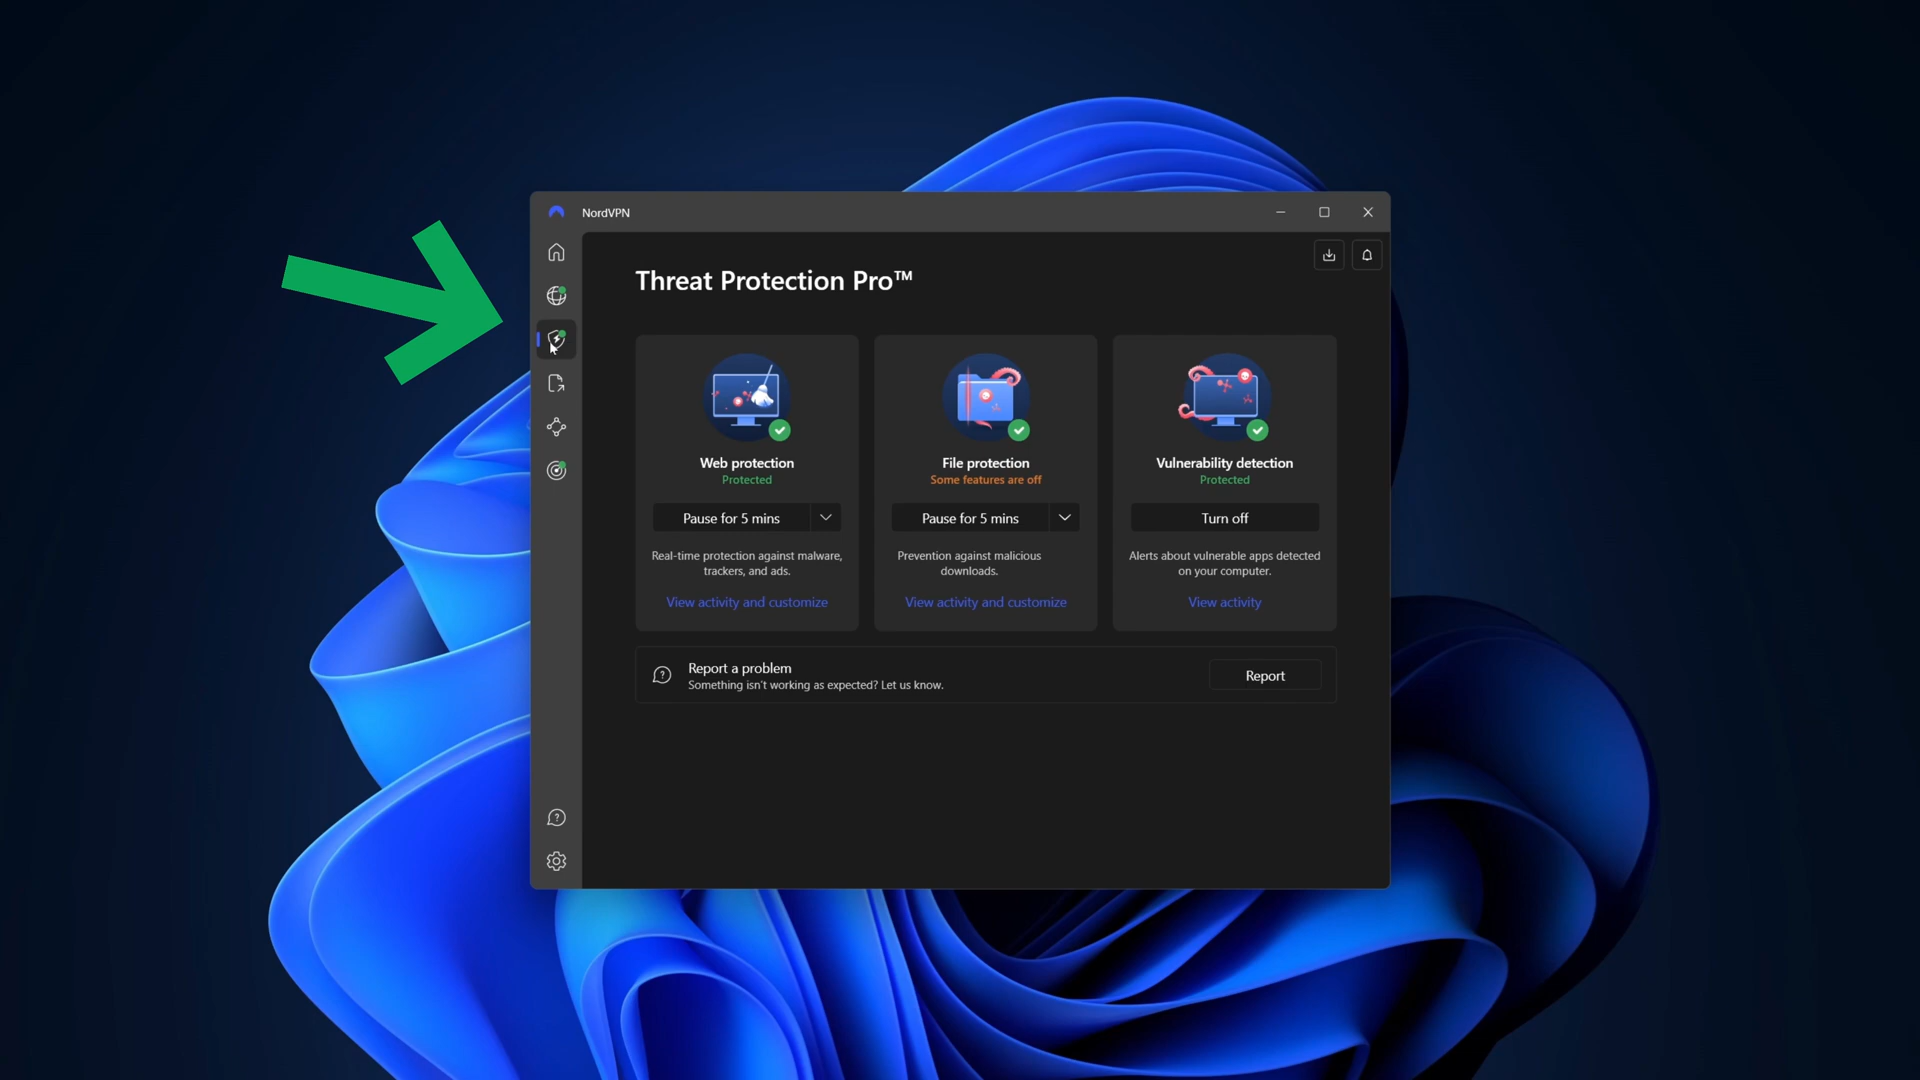 NordVPN
Threat Protection Pro™
Web protection
Protected
Pause for 5 mins
Real-time protection against malware,
trackers, and ads.
View activity and customize
File protection
Some features are off
Pause for 5 mins
Prevention against malicious
downloads.
View activity and customize
Vulnerability detection
Protected
Turn off
Alerts about vulnerable apps detected
on your computer.
View activity
Report a problem
Something isn't working as expected? Let us know.
Report